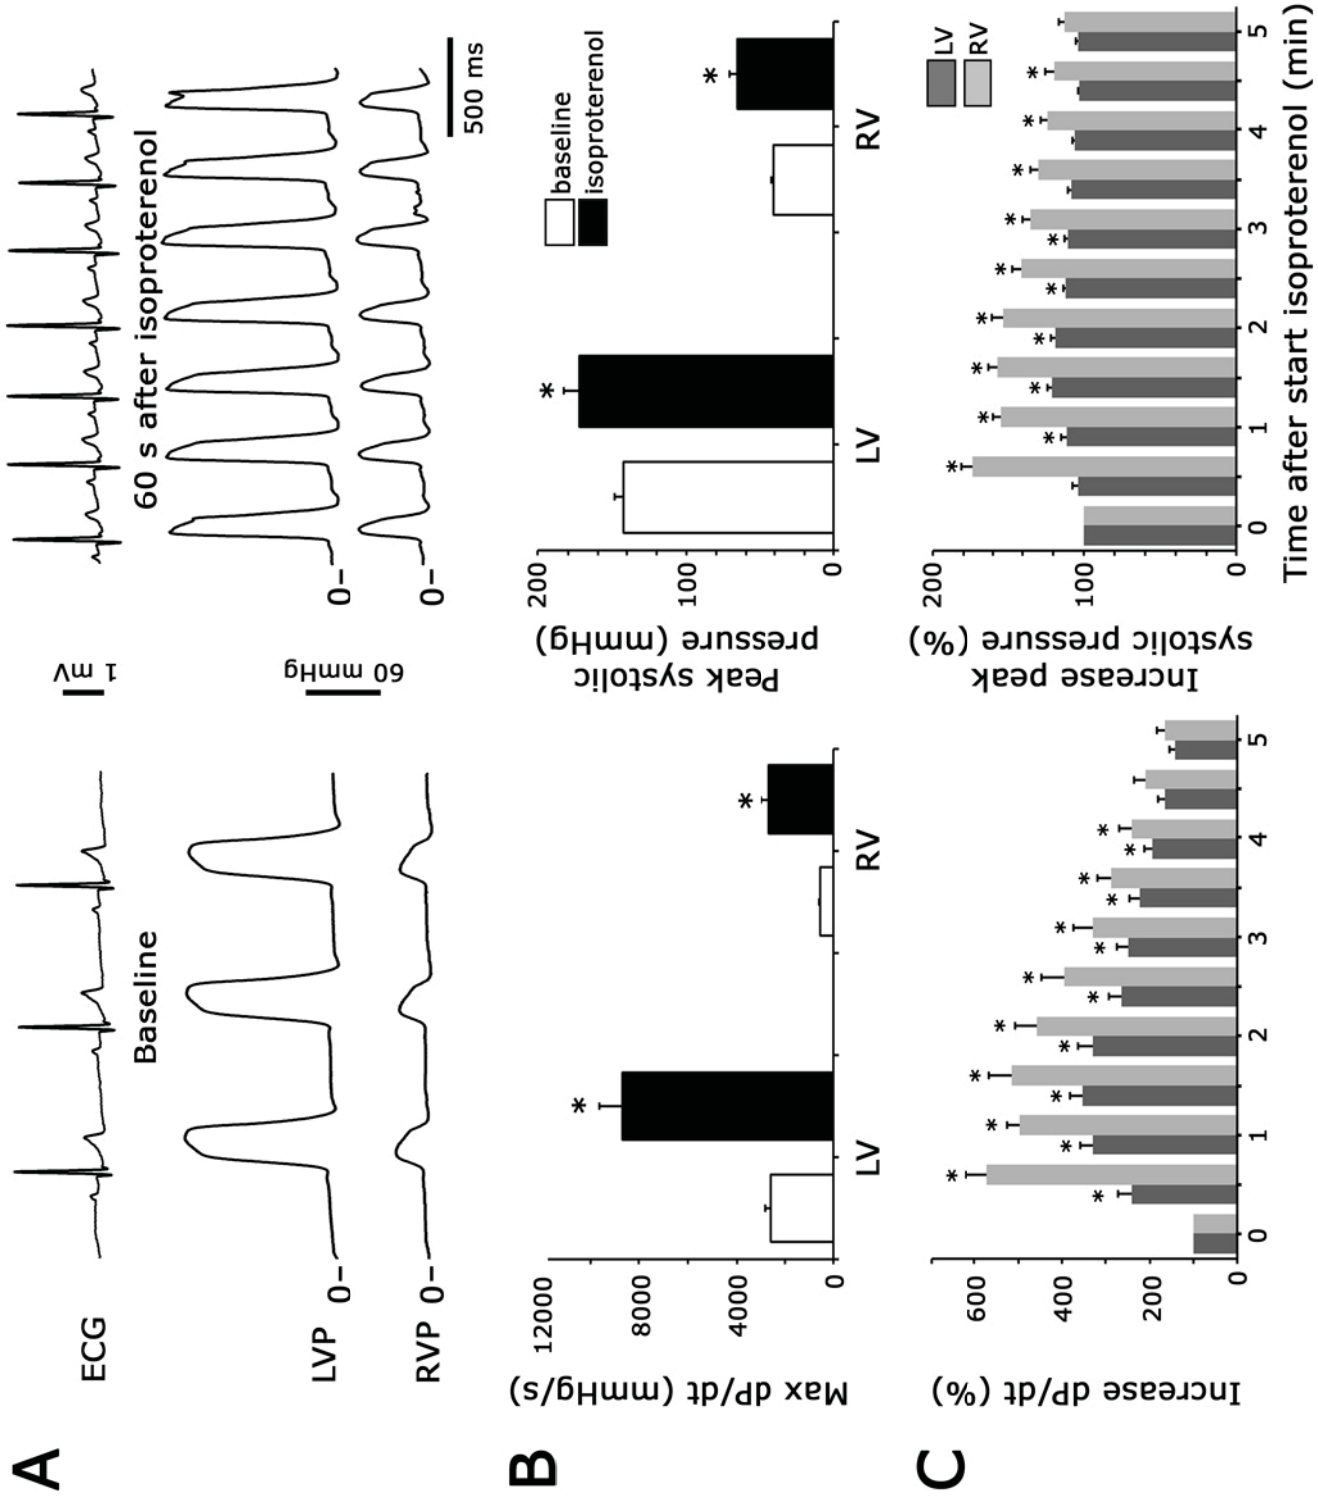 A
ECG
Baseline
1 mV
60 s after isoproterenol
LVP 0-
60 mmHg
0-
RVP 0-
0-
500 ms
B
Max dP/dt (mmHg/s)
12000
8000
4000
0
LV
RV
*
*
Peak systolic
pressure (mmHg)
200
100
0
LV
RV
*
*
baseline
isoproterenol
C
Increase dP/dt (%)
600
400
200
0
0 1 2 3 4 5
* * * * * * * * * * * * * * * *
Increase peak
systolic pressure (%)
200
100
0
0 1 2 3 4 5
* * * * * * * * * * * * * *
LV
RV
Time after start isoproterenol (min)